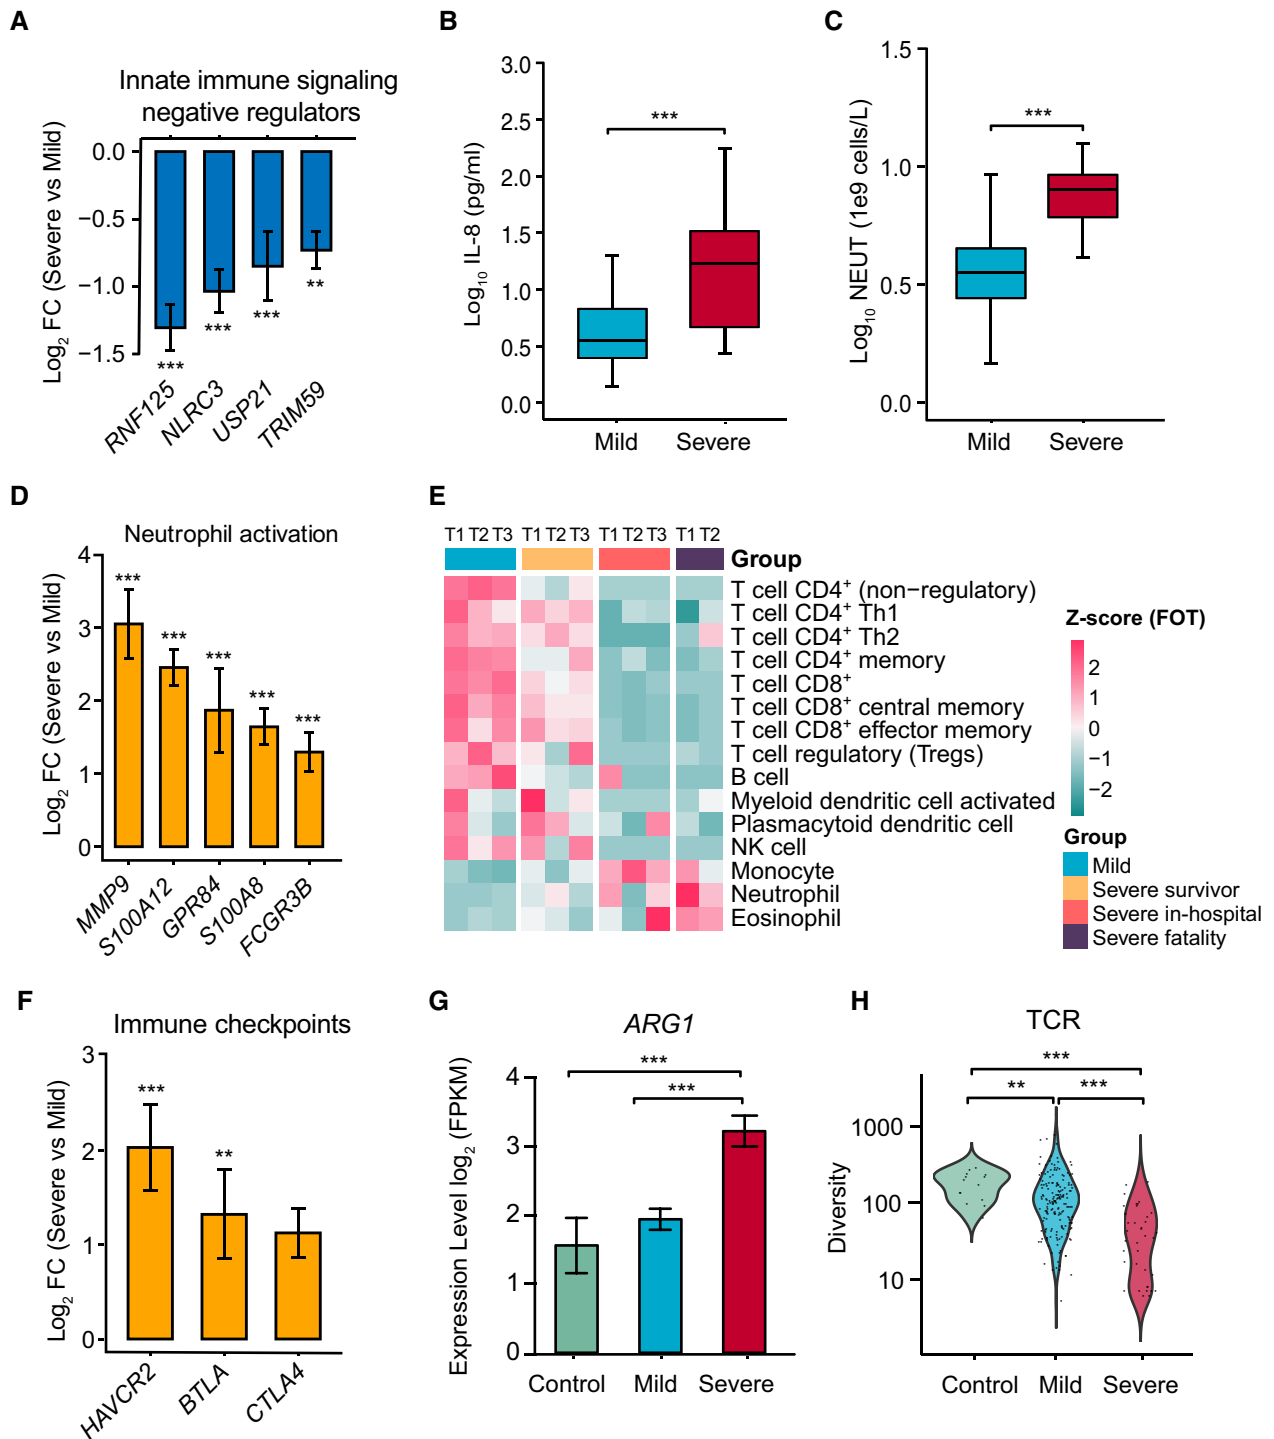 A
Innate immune signaling
negative regulators
Log₂ FC (Severe vs Mild)
0.0
−0.5
−1.0
−1.5
***
***
***
**
RNF125
NLRC3
USP21
TRIM59
B
Log₁₀ IL-8 (pg/ml)
3.0
2.5
2.0
1.5
1.0
0.5
0.0
***
Mild
Severe
C
Log₁₀ NEUT (1e9 cells/L)
1.5
1.0
0.5
0.0
***
Mild
Severe
D
Neutrophil activation
Log₂ FC (Severe vs Mild)
4
3
2
1
0
***
***
***
***
***
MMP9
S100A12
GPR84
S100A8
FCGR3B
E
T1 T2 T3 T1 T2 T3 T1 T2 T3 T1 T2
Group
T cell CD4⁺ (non−regulatory)
T cell CD4⁺ Th1
T cell CD4⁺ Th2
T cell CD4⁺ memory
T cell CD8⁺
T cell CD8⁺ central memory
T cell CD8⁺ effector memory
T cell regulatory (Tregs)
B cell
Myeloid dendritic cell activated
Plasmacytoid dendritic cell
NK cell
Monocyte
Neutrophil
Eosinophil
Z-score (FOT)
2
1
0
−1
−2
Group
Mild
Severe survivor
Severe in-hospital
Severe fatality
F
Immune checkpoints
Log₂ FC (Severe vs Mild)
3
2
1
0
***
**
HAVCR2
BTLA
CTLA4
G
ARG1
Expression Level log₂ (FPKM)
4
3
2
1
0
***
***
Control
Mild
Severe
H
TCR
Diversity
1000
100
10
***
**
***
Control
Mild
Severe